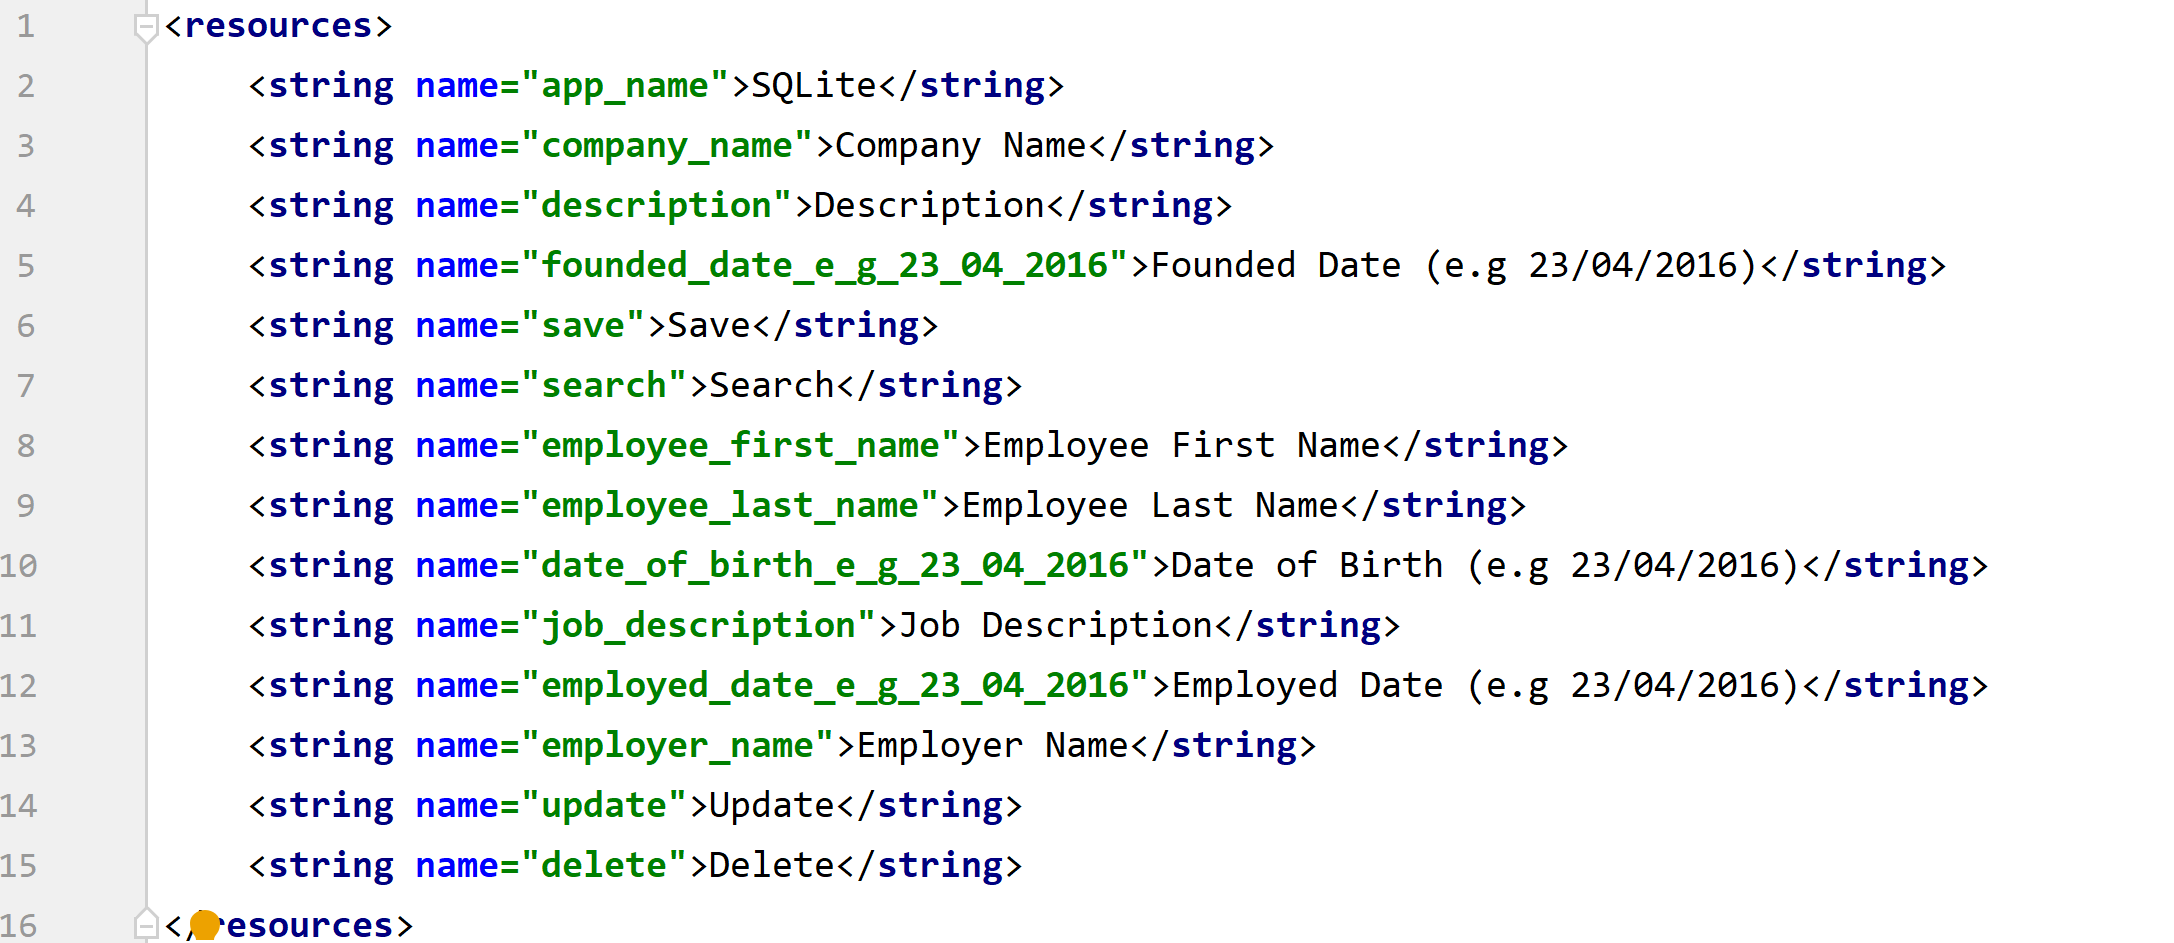 1 <resources>
2 <string name="app_name">SQLite</string>
3 <string name="company_name">Company Name</string>
4 <string name="description">Description</string>
5 <string name="founded_date_e_g_23_04_2016">Founded Date (e.g 23/04/2016)</string>
6 <string name="save">Save</string>
7 <string name="search">Search</string>
8 <string name="employee_first_name">Employee First Name</string>
9 <string name="employee_last_name">Employee Last Name</string>
10 <string name="date_of_birth_e_g_23_04_2016">Date of Birth (e.g 23/04/2016)</string>
11 <string name="job_description">Job Description</string>
12 <string name="employed_date_e_g_23_04_2016">Employed Date (e.g 23/04/2016)</string>
13 <string name="employer_name">Employer Name</string>
14 <string name="update">Update</string>
15 <string name="delete">Delete</string>
16 </resources>